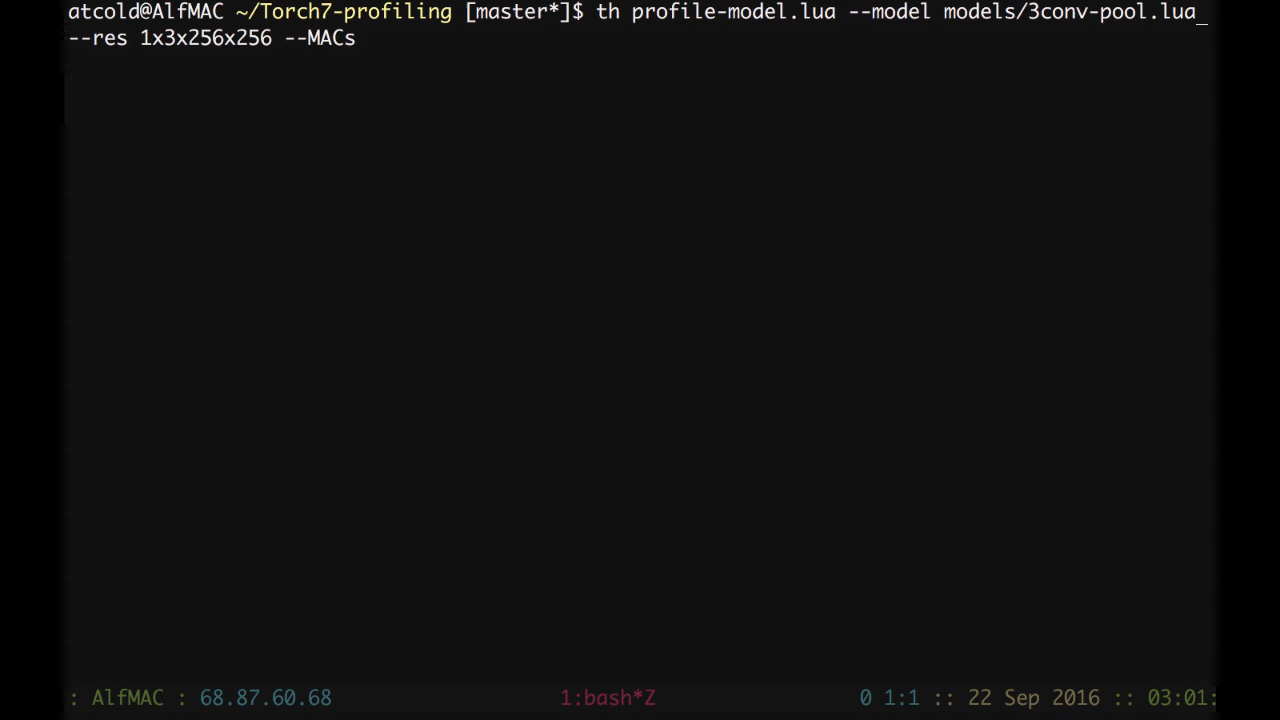 atcold@AlfMAC ~/Torch7-profiling [master*]$ th profile-model.lua --model models/3conv-pool.lua_
--res 1x3x256x256 --MACs
: AlfMAC : 68.87.60.68 1:bash*Z 0 1:1 :: 22 Sep 2016 :: 03:01: